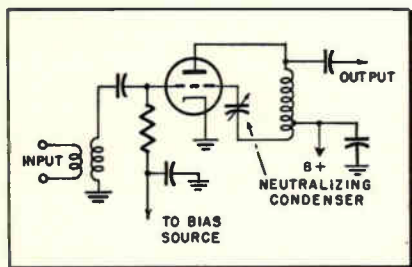 OUTPUT
INPUT
B+
NEUTRALIZING
CONDENSER
TO BIAS
SOURCE